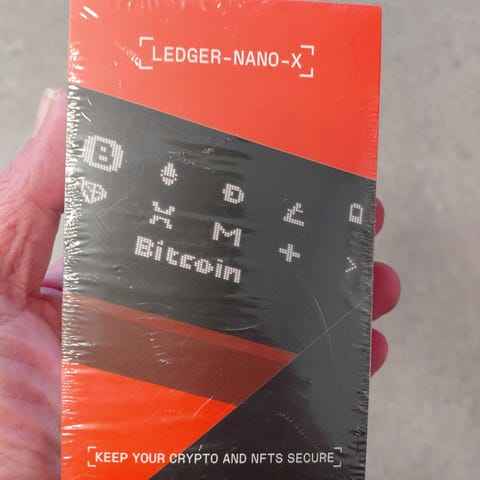 LEDGER-NANO-X
Bitcoin
KEEP YOUR CRYPTO AND NFTS SECURE